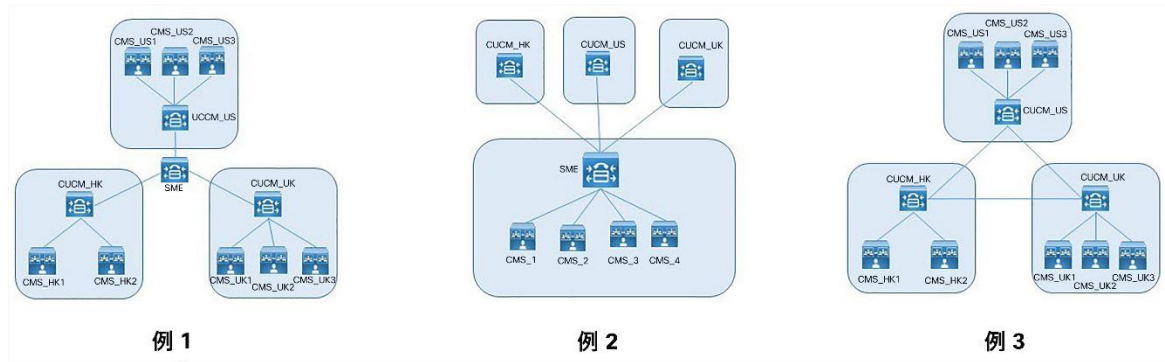 CMS_US2
CMS_US1
CMS_US3
UCCM_US
SME
CUCM_HK
CUCM_UK
CMS_HK1
CMS_HK2
CMS_UK1
CMS_UK2
CMS_UK3
例 1
CUCM_HK
CUCM_US
CUCM_UK
SME
CMS_1
CMS_2
CMS_3
CMS_4
例 2
CMS_US2
CMS_US1
CMS_US3
CUCM_US
CUCM_HK
CUCM_UK
CMS_HK1
CMS_HK2
CMS_UK1
CMS_UK2
CMS_UK3
例 3